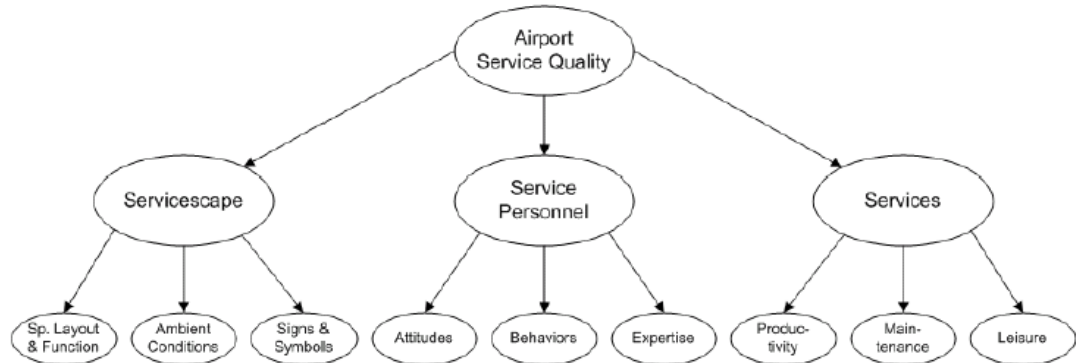 Airport
Service Quality
Servicescape
Service
Personnel
Services
Sp. Layout
& Function
Ambient
Conditions
Signs &
Symbolls
Attitudes
Behaviors
Expertise
Produc-
tivity
Main-
tenance
Leisure